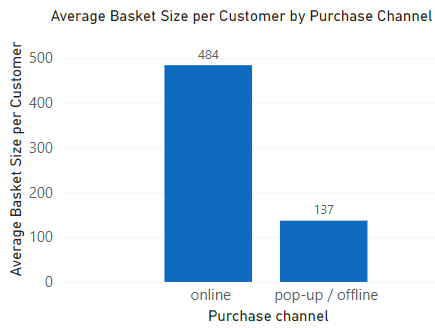 Average Basket Size per Customer by Purchase Channel
Average Basket Size per Customer
500
400
300
200
100
0
484
137
online
pop-up / offline
Purchase channel